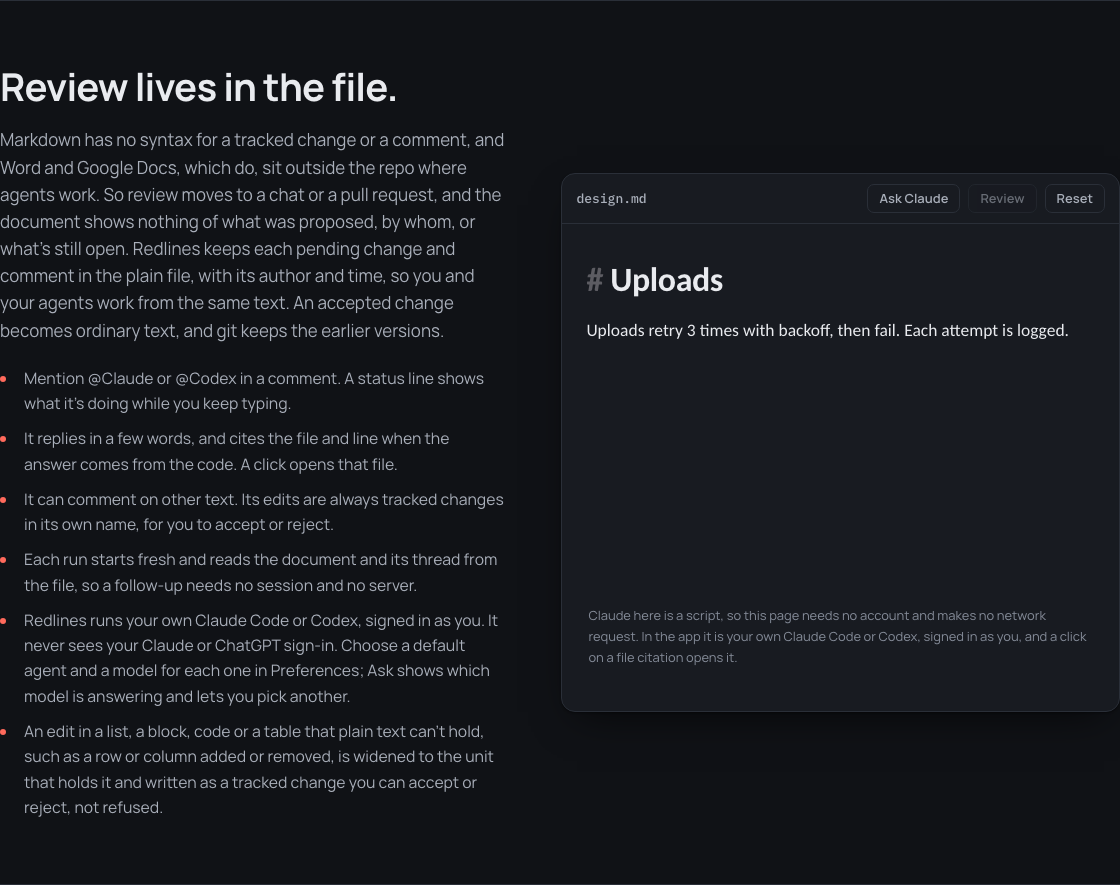 Review lives in the file.
Markdown has no syntax for a tracked change or a comment, and
Word and Google Docs, which do, sit outside the repo where
agents work. So review moves to a chat or a pull request, and the
document shows nothing of what was proposed, by whom, or
what's still open. Redlines keeps each pending change and
comment in the plain file, with its author and time, so you and
your agents work from the same text. An accepted change
becomes ordinary text, and git keeps the earlier versions.
Mention @Claude or @Codex in a comment. A status line shows
what it's doing while you keep typing.
It replies in a few words, and cites the file and line when the
answer comes from the code. A click opens that file.
It can comment on other text. Its edits are always tracked changes
in its own name, for you to accept or reject.
Each run starts fresh and reads the document and its thread from
the file, so a follow-up needs no session and no server.
Redlines runs your own Claude Code or Codex, signed in as you. It
never sees your Claude or ChatGPT sign-in. Choose a default
agent and a model for each one in Preferences; Ask shows which
model is answering and lets you pick another.
An edit in a list, a block, code or a table that plain text can't hold,
such as a row or column added or removed, is widened to the unit
that holds it and written as a tracked change you can accept or
reject, not refused.
design.md
Ask Claude
Review
Reset
# Uploads
Uploads retry 3 times with backoff, then fail. Each attempt is logged.
Claude here is a script, so this page needs no account and makes no network
request. In the app it is your own Claude Code or Codex, signed in as you, and a click
on a file citation opens it.